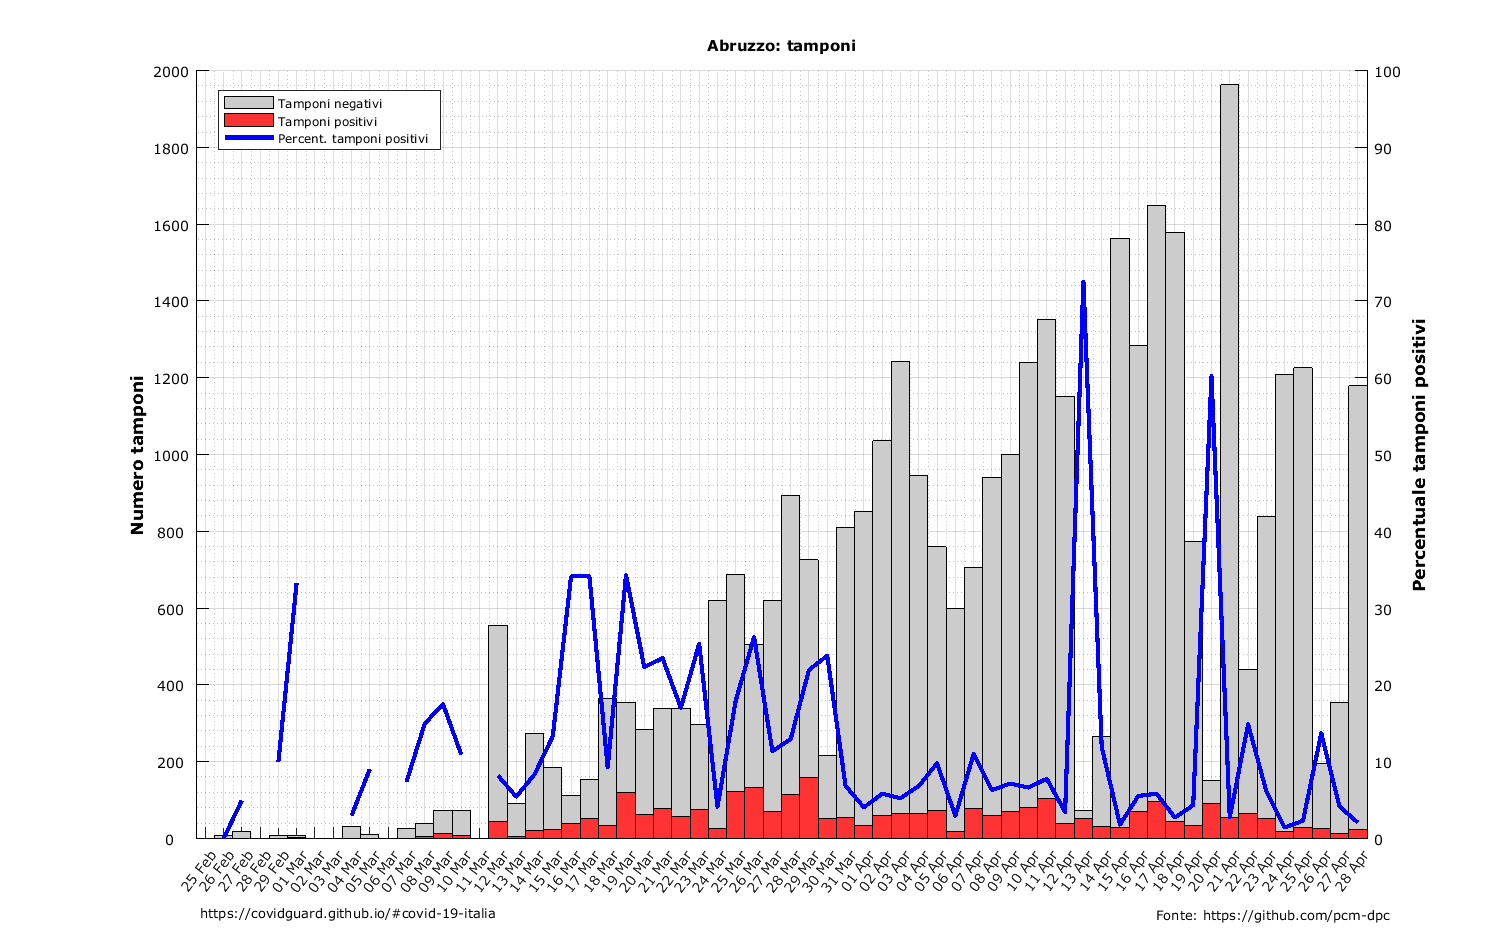 Abruzzo: tamponi
2000
1800
1600
1400
1200
1000
800
600
400
200
0
Numero tamponi
Tamponi negativi
Tamponi positivi
Percent. tamponi positivi
100
90
80
70
60
50
40
30
20
10
0
Percentuale tamponi positivi
25 Feb
26 Feb
27 Feb
28 Feb
29 Feb
01 Mar
02 Mar
03 Mar
04 Mar
05 Mar
06 Mar
07 Mar
08 Mar
09 Mar
10 Mar
11 Mar
12 Mar
13 Mar
14 Mar
15 Mar
16 Mar
17 Mar
18 Mar
19 Mar
20 Mar
21 Mar
22 Mar
23 Mar
24 Mar
25 Mar
26 Mar
27 Mar
28 Mar
29 Mar
30 Mar
31 Mar
01 Apr
02 Apr
03 Apr
04 Apr
05 Apr
06 Apr
07 Apr
08 Apr
09 Apr
10 Apr
11 Apr
12 Apr
13 Apr
14 Apr
15 Apr
16 Apr
17 Apr
18 Apr
19 Apr
20 Apr
21 Apr
22 Apr
23 Apr
24 Apr
25 Apr
26 Apr
27 Apr
28 Apr
https://covidguard.github.io/#covid-19-italia
Fonte: https://github.com/pcm-dpc